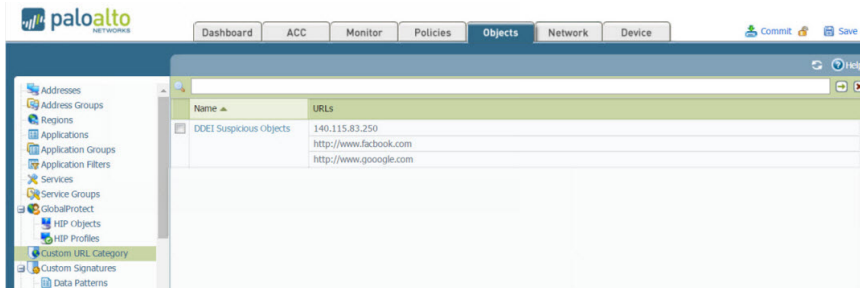 paloalto
NETWORKS
Dashboard ACC Monitor Policies Objects Network Device Commit Save
Help
Addresses
Address Groups
Regions
Applications
Application Groups
Application Filters
Services
Service Groups
GlobalProtect
HIP Objects
HIP Profiles
Custom URL Category
Custom Signatures
Data Patterns
Name URLs
DDEI Suspicious Objects 140.115.83.250
http://www.facbook.com
http://www.gooogle.com